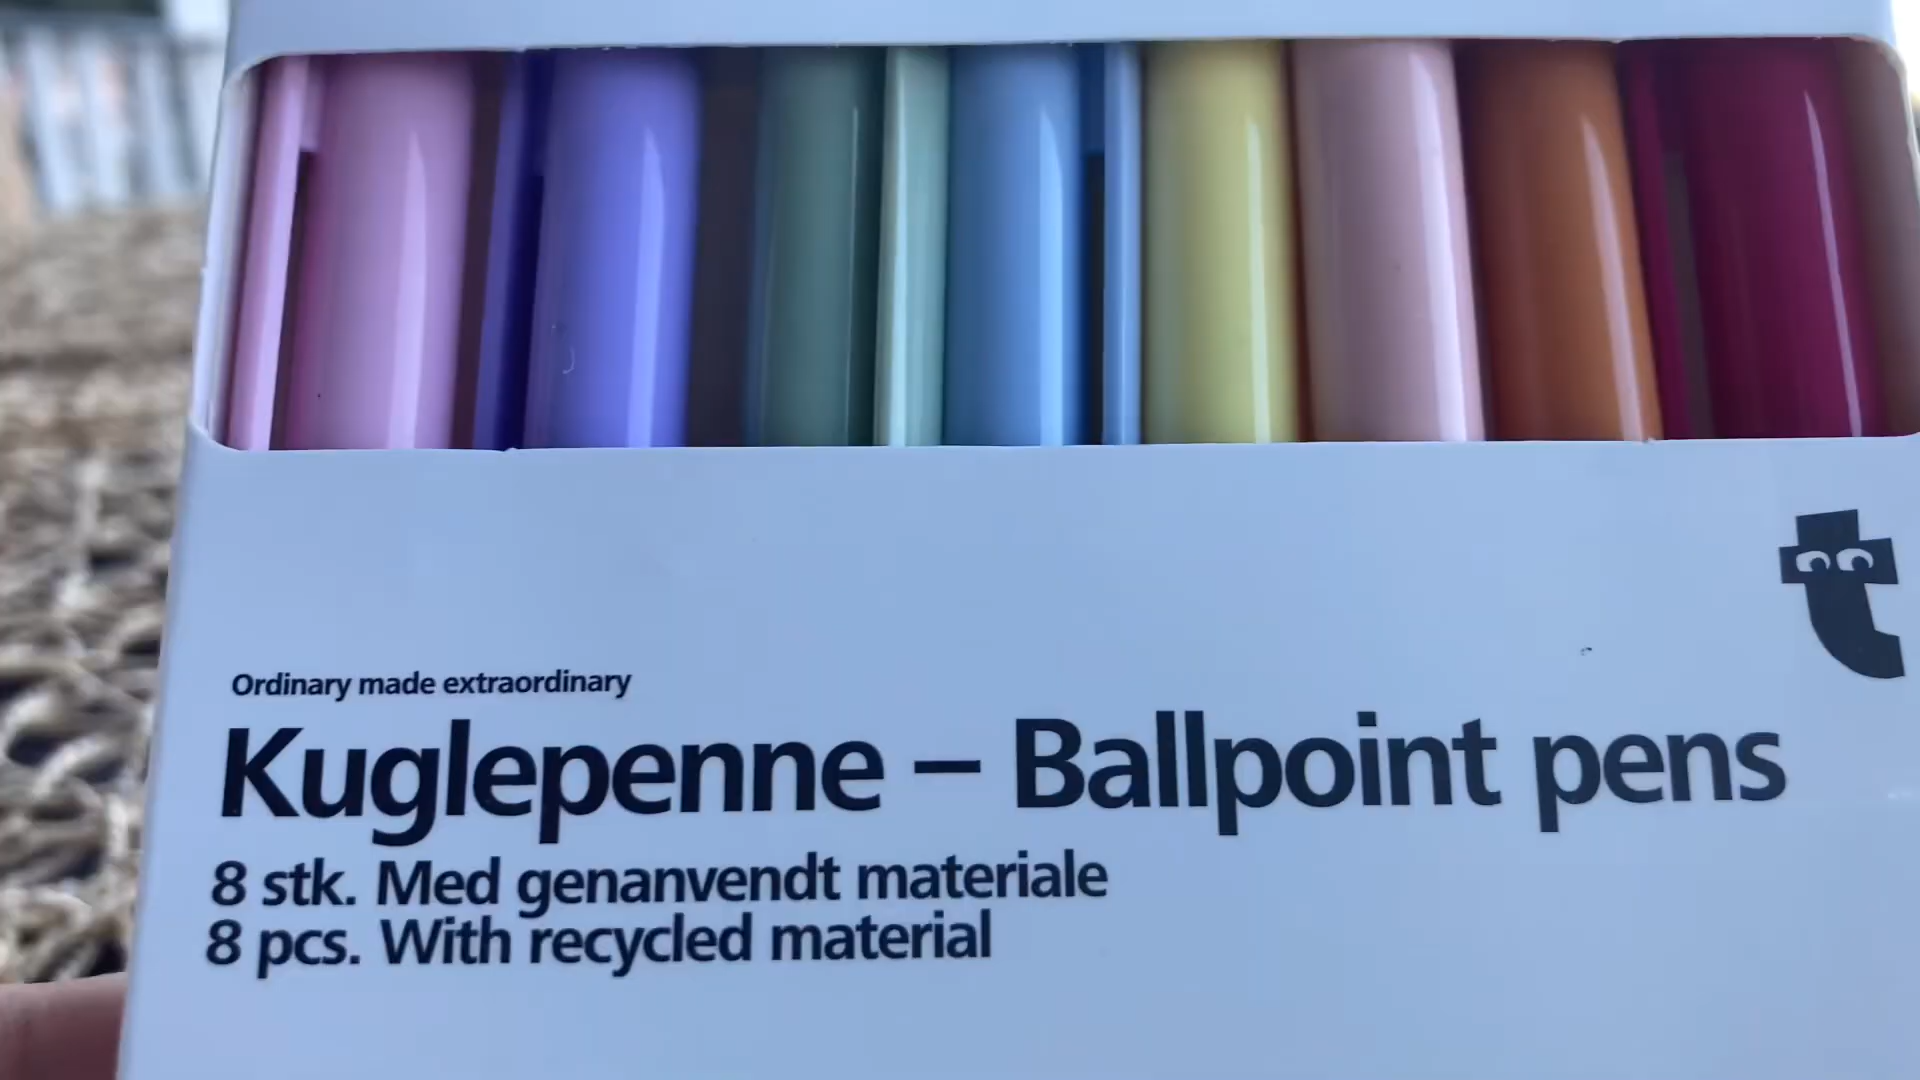 Ordinary made extraordinary
Kuglepenne – Ballpoint pens
8 stk. Med genanvendt materiale
8 pcs. With recycled material